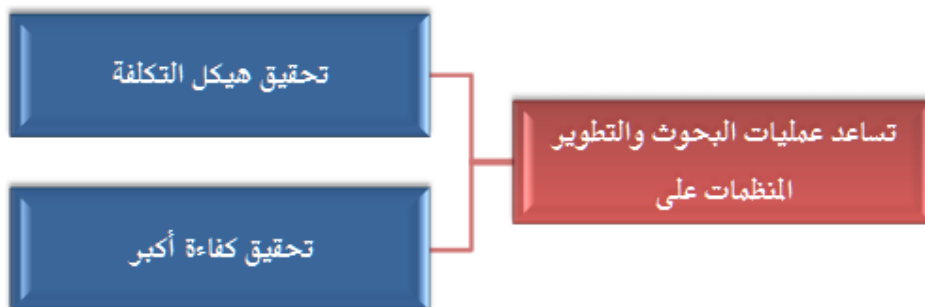 تساعد عمليات البحوث والتطوير
المنظمات على
تحقيق هيكل التكلفة
تحقيق كفاءة أكبر